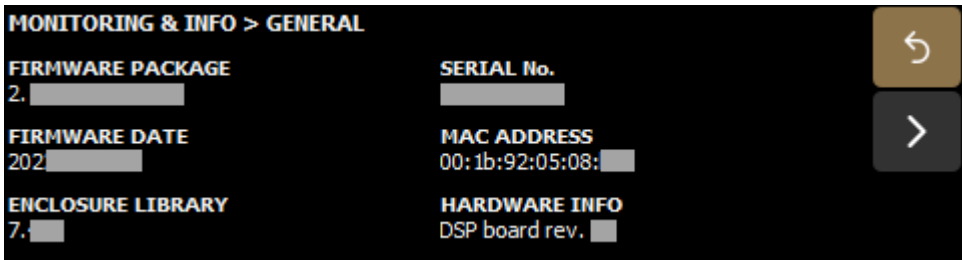 MONITORING & INFO > GENERAL
FIRMWARE PACKAGE
2.
FIRMWARE DATE
202
ENCLOSURE LIBRARY
7.
SERIAL No.
MAC ADDRESS
00:1b:92:05:08:
HARDWARE INFO
DSP board rev.